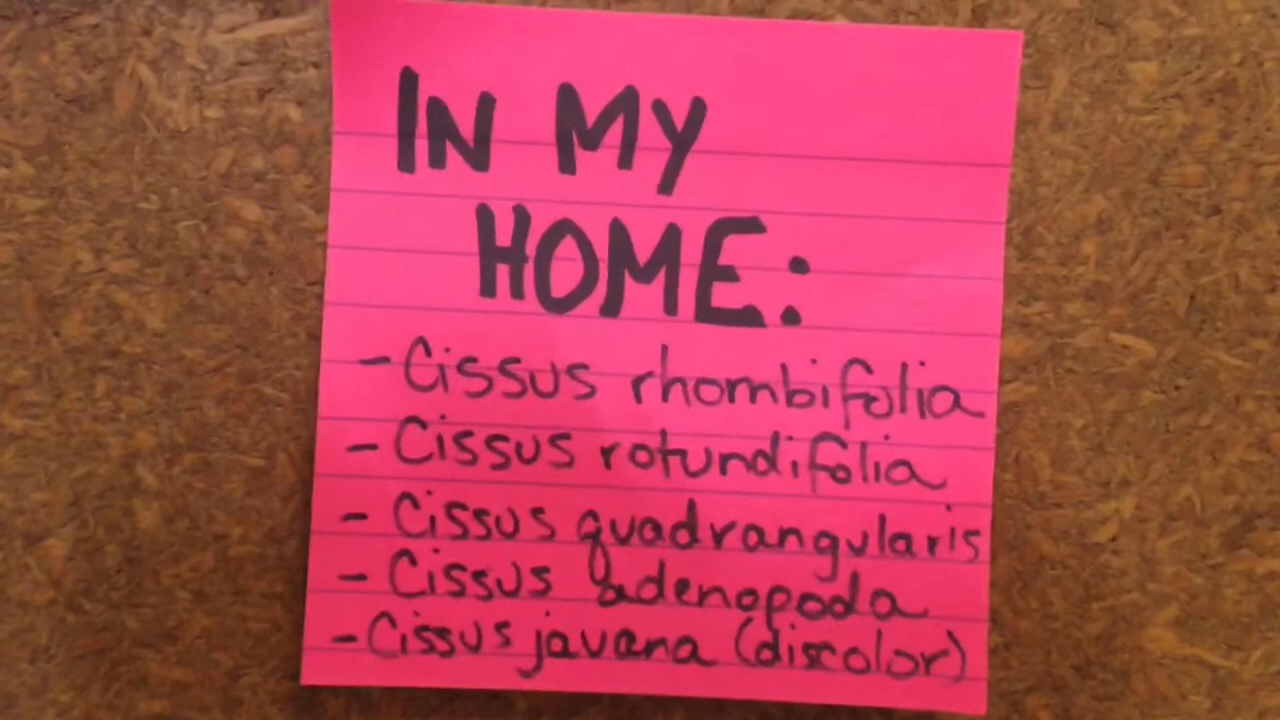 IN MY
HOME:
- Cissus rhombifolia
- Cissus rotundifolia
- Cissus quadrangularis
- Cissus adenopoda
- Cissus javana (discolor)